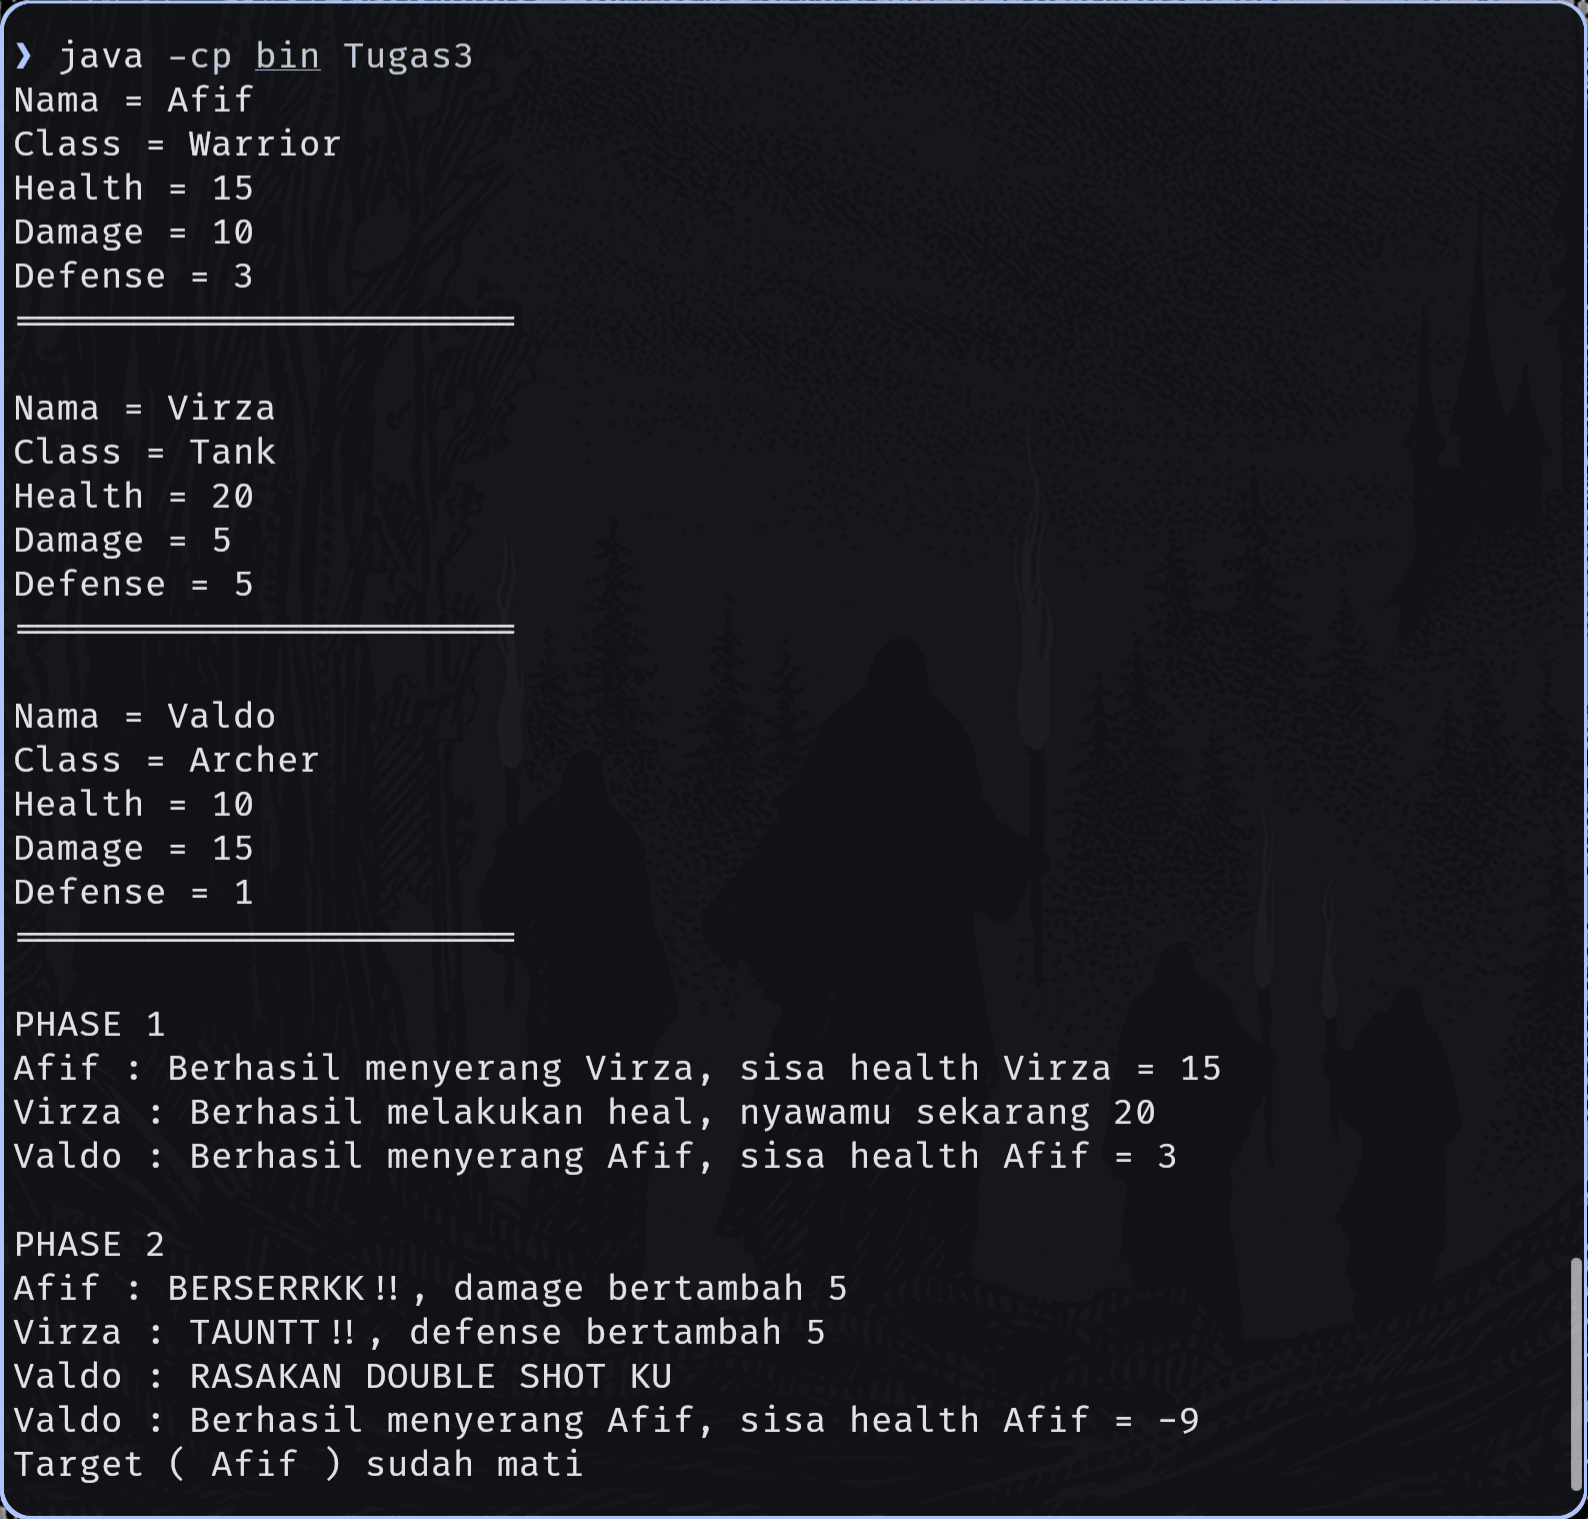 ❯ java -cp bin Tugas3
Nama = Afif
Class = Warrior
Health = 15
Damage = 10
Defense = 3
=======================

Nama = Virza
Class = Tank
Health = 20
Damage = 5
Defense = 5
=======================

Nama = Valdo
Class = Archer
Health = 10
Damage = 15
Defense = 1
=======================

PHASE 1
Afif : Berhasil menyerang Virza, sisa health Virza = 15
Virza : Berhasil melakukan heal, nyawamu sekarang 20
Valdo : Berhasil menyerang Afif, sisa health Afif = 3

PHASE 2
Afif : BERSERRKK!!, damage bertambah 5
Virza : TAUNTT!!, defense bertambah 5
Valdo : RASAKAN DOUBLE SHOT KU
Valdo : Berhasil menyerang Afif, sisa health Afif = -9
Target ( Afif ) sudah mati